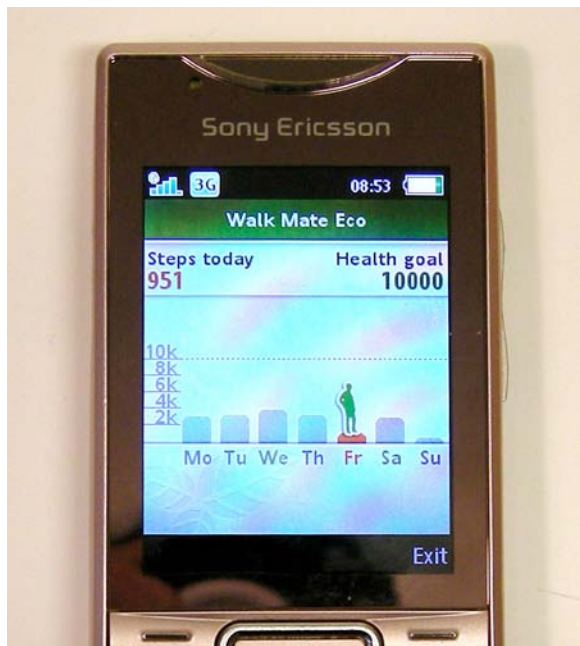 Sony Ericsson
3G 08:53
Walk Mate Eco
Steps today Health goal
951 10000
10k
8k
6k
4k
2k
Mo Tu We Th Fr Sa Su
Exit